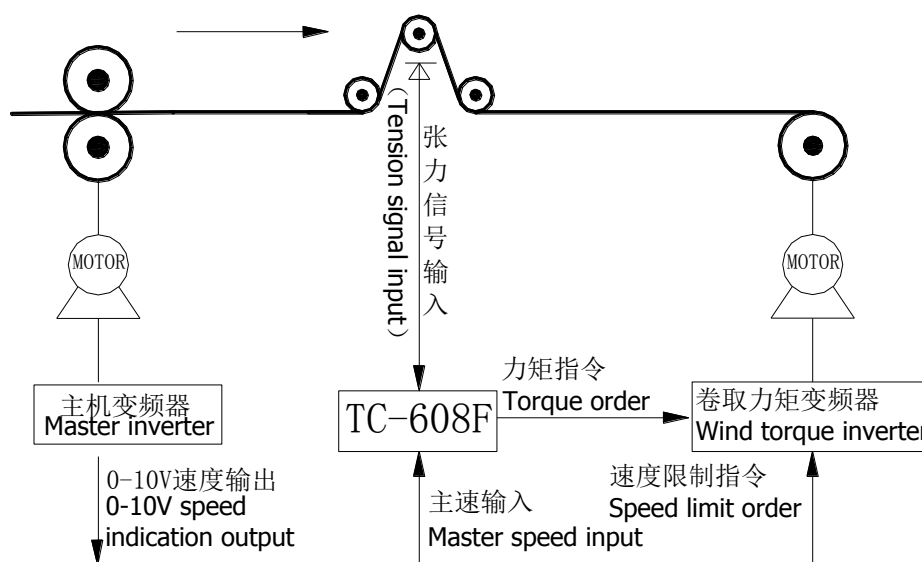 张力信号输入
（Tension signal input）
MOTOR
MOTOR
主机变频器
Master inverter
TC-608F
力矩指令
Torque order
卷取力矩变频器
Wind torque inverter
0-10V速度输出
0-10V speed
indication output
主速输入
Master speed input
速度限制指令
Speed limit order